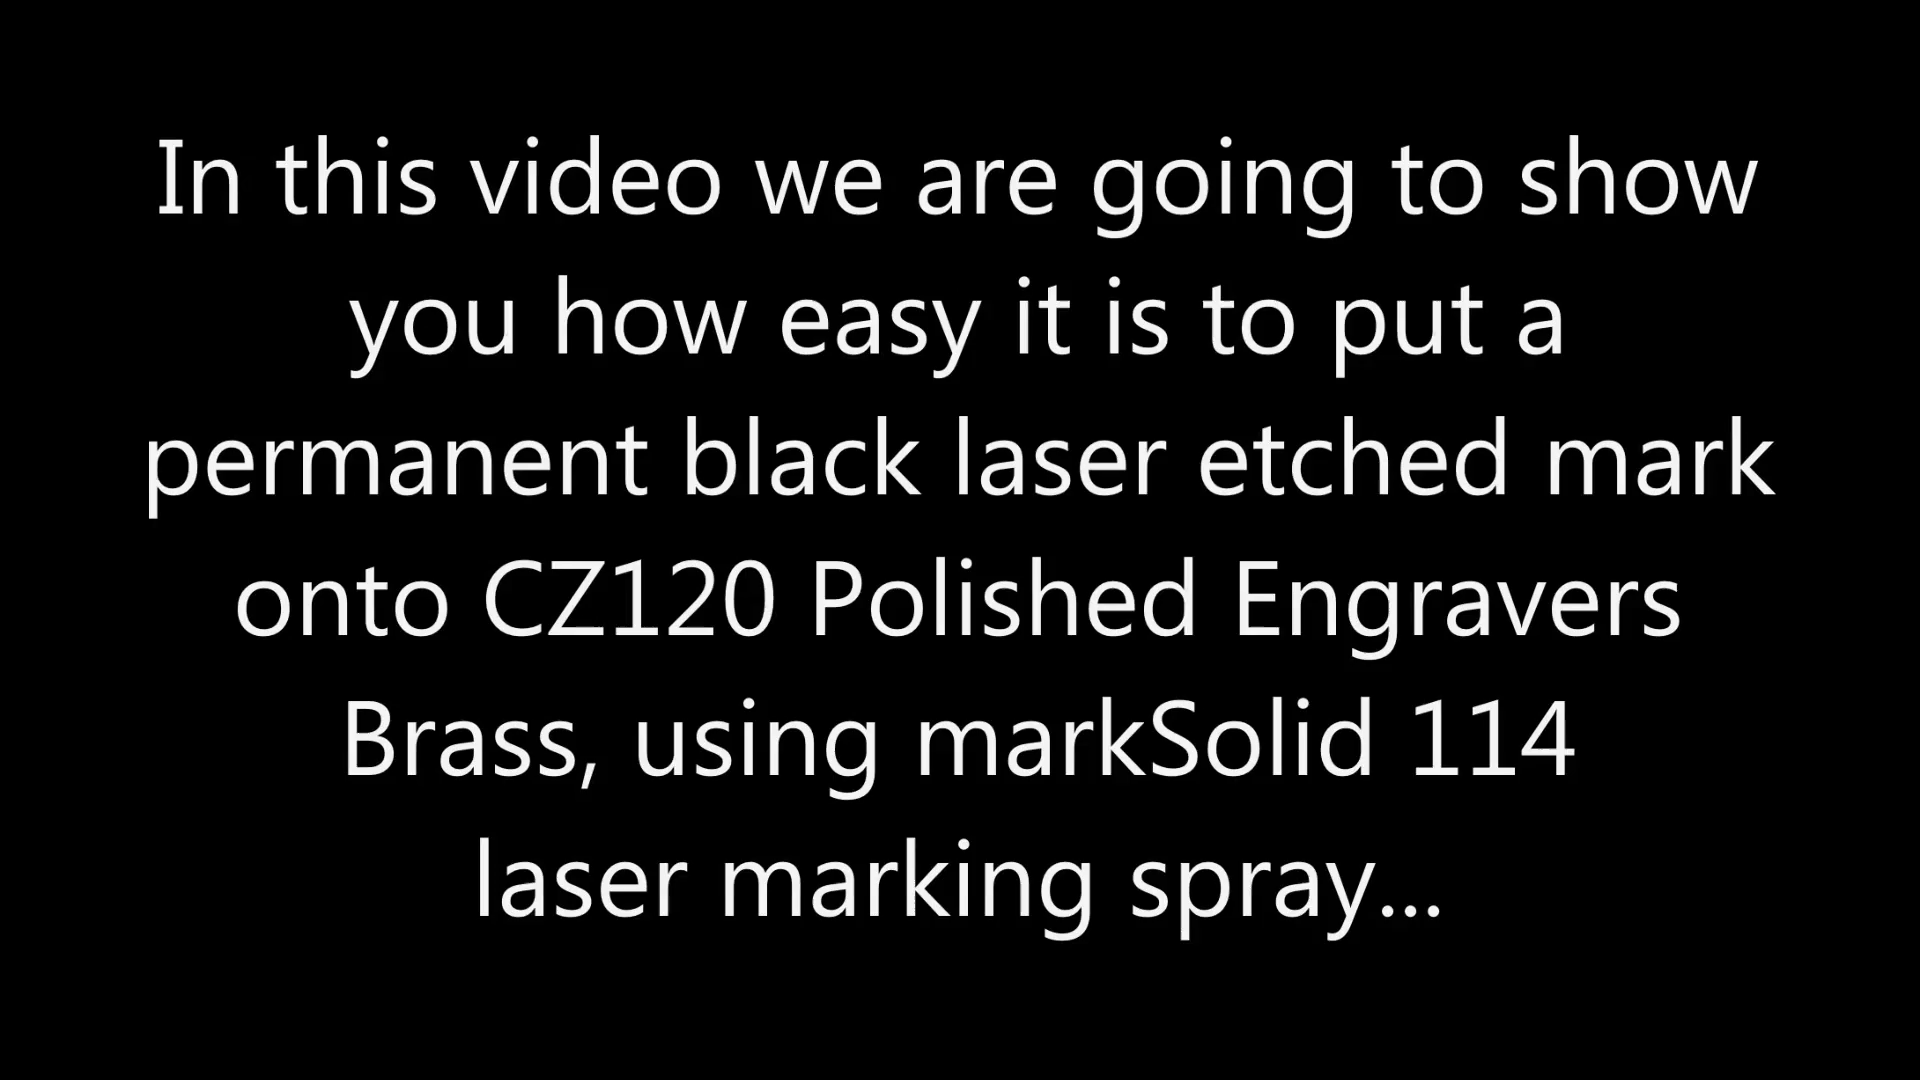 In this video we are going to show
you how easy it is to put a
permanent black laser etched mark
onto CZ120 Polished Engravers
Brass, using markSolid 114
laser marking spray...